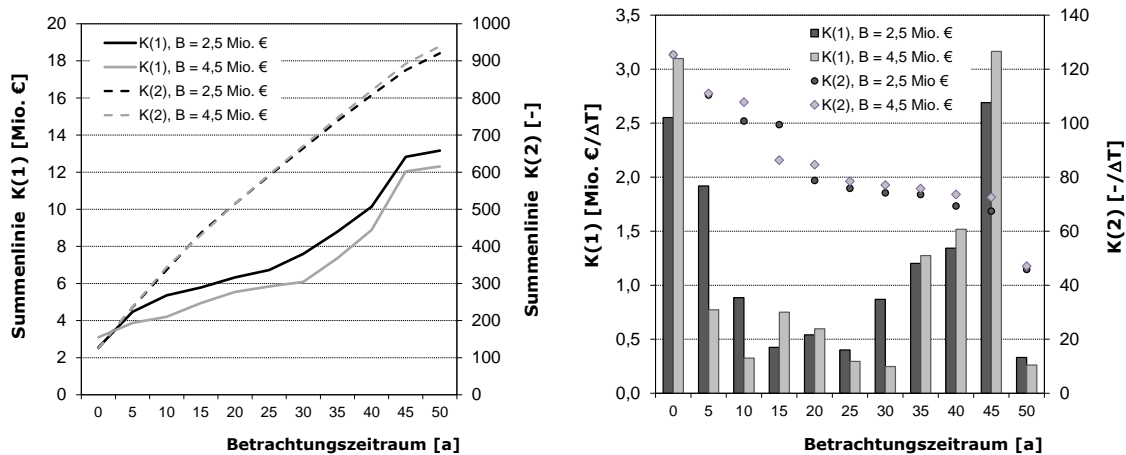 Summenlinie K(1) [Mio. €]
20
18
16
14
12
10
8
6
4
2
0
K(1), B = 2,5 Mio. €
K(1), B = 4,5 Mio. €
K(2), B = 2,5 Mio. €
K(2), B = 4,5 Mio. €
1000
900
800
700
600
500
400
300
200
100
0
Summenlinie K(2) [-]
0 5 10 15 20 25 30 35 40 45 50
Betrachtungszeitraum [a]
K(1) [Mio. €/ΔT]
3,5
3,0
2,5
2,0
1,5
1,0
0,5
0,0
K(1), B = 2,5 Mio. €
K(1), B = 4,5 Mio. €
K(2), B = 2,5 Mio €
K(2), B = 4,5 Mio. €
140
120
100
80
60
40
20
0
K(2) [-/ΔT]
0 5 10 15 20 25 30 35 40 45 50
Betrachtungszeitraum [a]